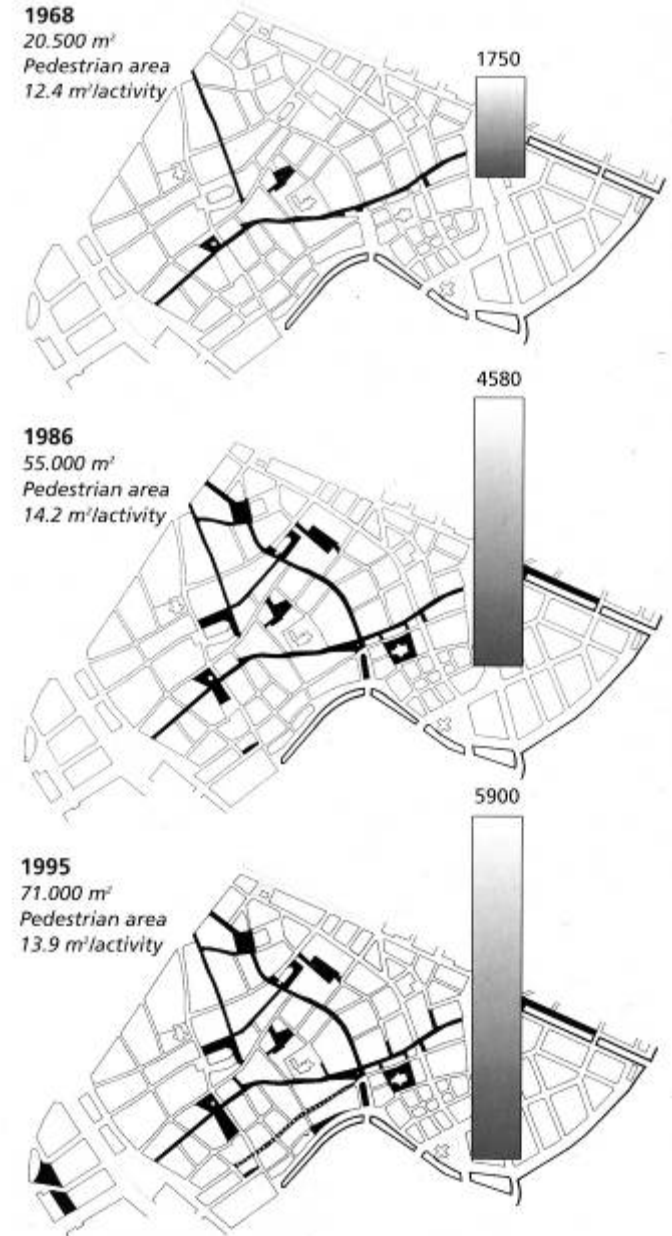 1968
20.500 m²
Pedestrian area
12.4 m²/activity
1750
1986
55.000 m²
Pedestrian area
14.2 m²/activity
4580
1995
71.000 m²
Pedestrian area
13.9 m²/activity
5900